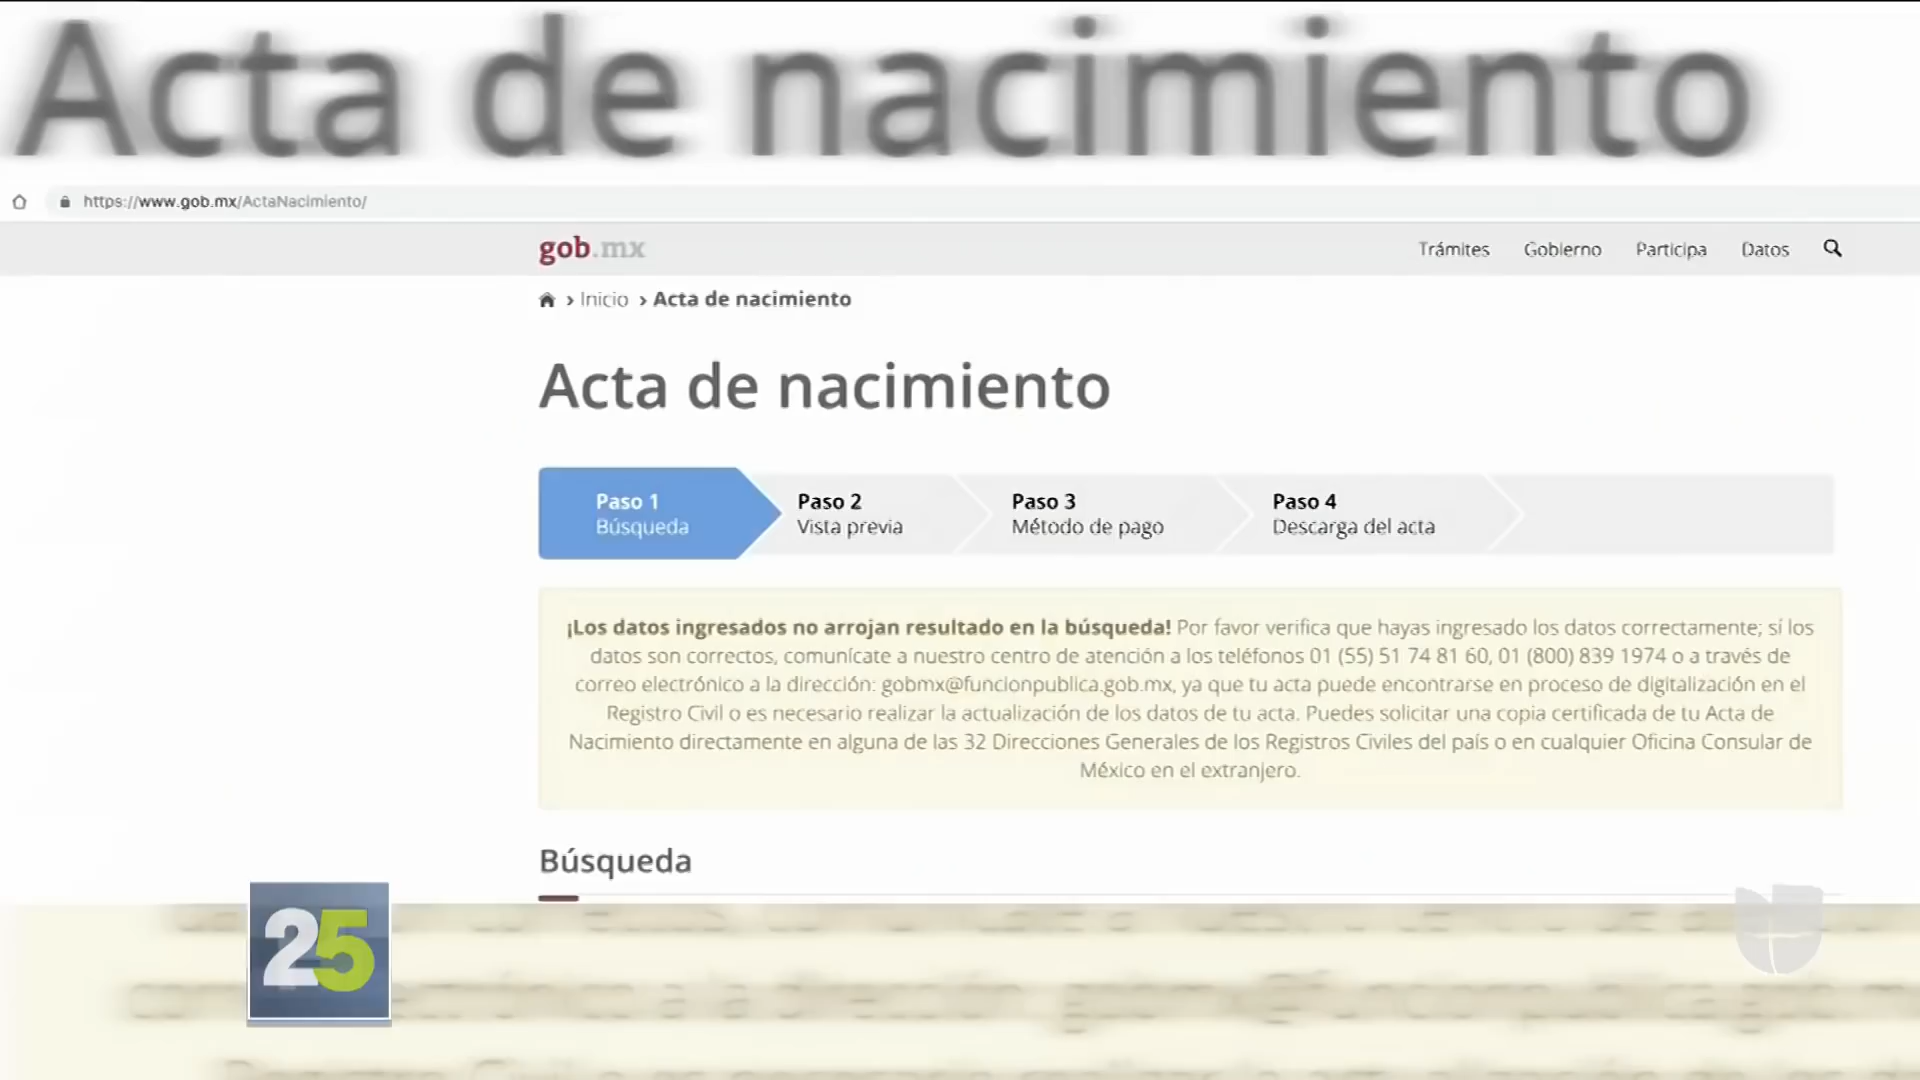 Acta de nacimiento
https://www.gob.mx/ActaNacimiento/
gob.mx
Trámites Gobierno Participa Datos
› Inicio › Acta de nacimiento
Acta de nacimiento
Paso 1
Búsqueda
Paso 2
Vista previa
Paso 3
Método de pago
Paso 4
Descarga del acta
¡Los datos ingresados no arrojan resultado en la búsqueda! Por favor verifica que hayas ingresado los datos correctamente; sí los
datos son correctos, comunícate a nuestro centro de atención a los teléfonos 01 (55) 51 74 81 60, 01 (800) 839 1974 o a través de
correo electrónico a la dirección: gobmx@funcionpublica.gob.mx, ya que tu acta puede encontrarse en proceso de digitalización en el
Registro Civil o es necesario realizar la actualización de los datos de tu acta. Puedes solicitar una copia certificada de tu Acta de
Nacimiento directamente en alguna de las 32 Direcciones Generales de los Registros Civiles del país o en cualquier Oficina Consular de
México en el extranjero.
Búsqueda
25